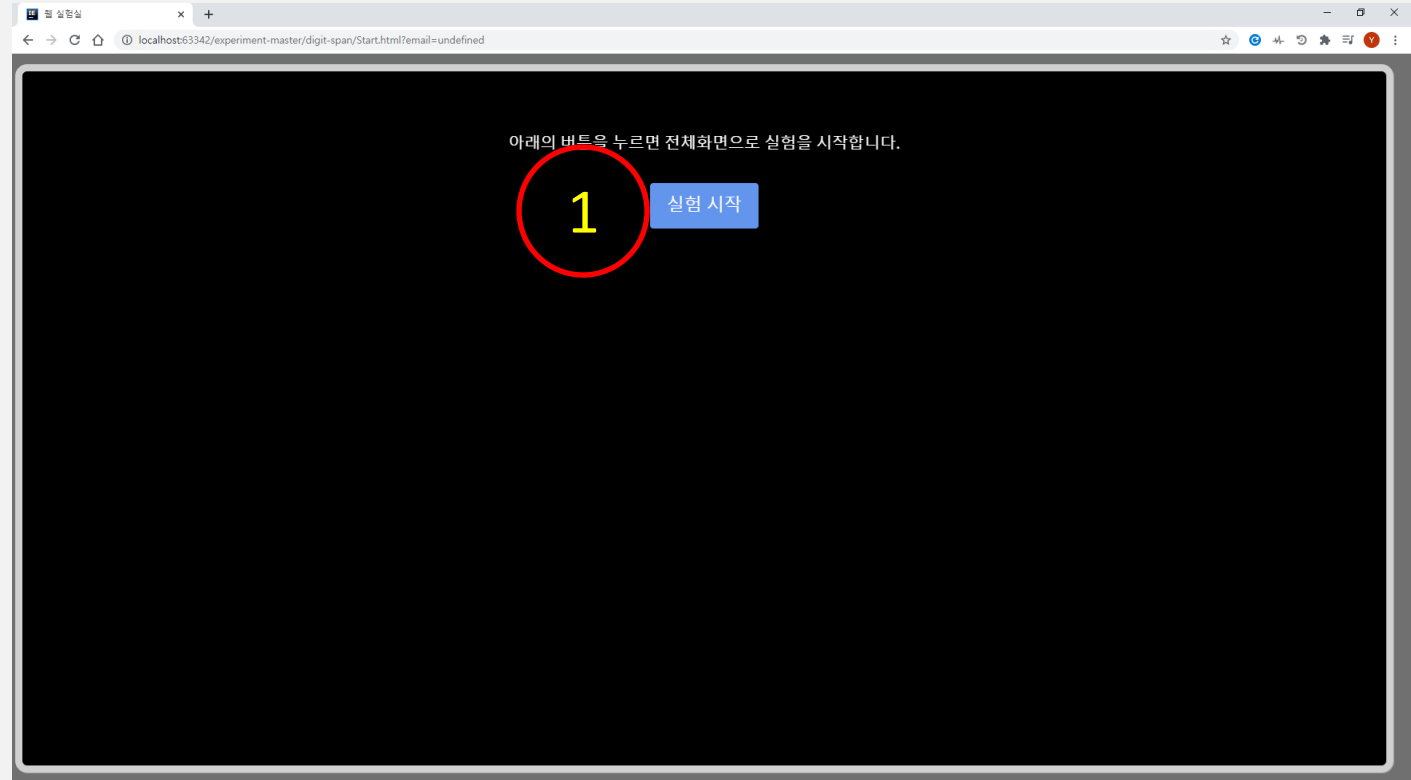 웹 실험실
localhost:63342/experiment-master/digit-span/Start.html?email=undefined
Y
아래의 버튼을 누르면 전체화면으로 실험을 시작합니다.
1
실험 시작